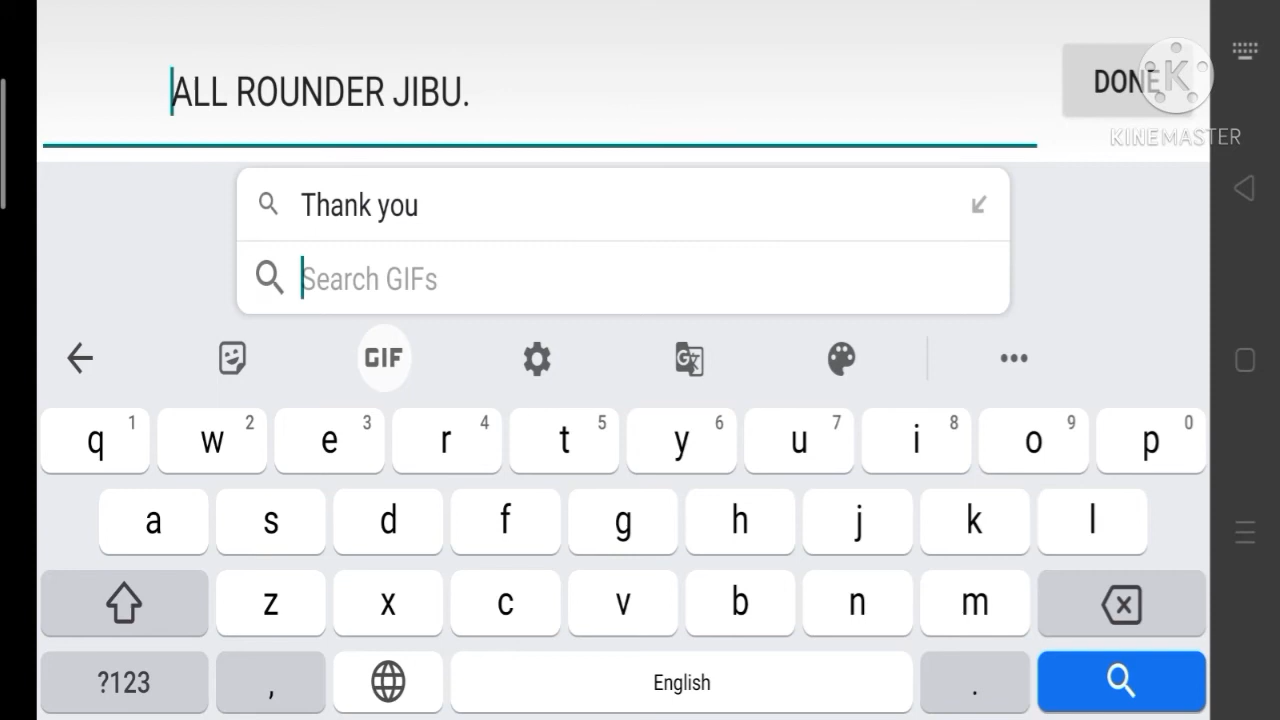 ALL ROUNDER JIBU.
DONE
KINEMASTER
Thank you
Search GIFs
GIF
q 1 w 2 e 3 r 4 t 5 y 6 u 7 i 8 o 9 p 0
a s d f g h j k l
z x c v b n m
?123 , English .